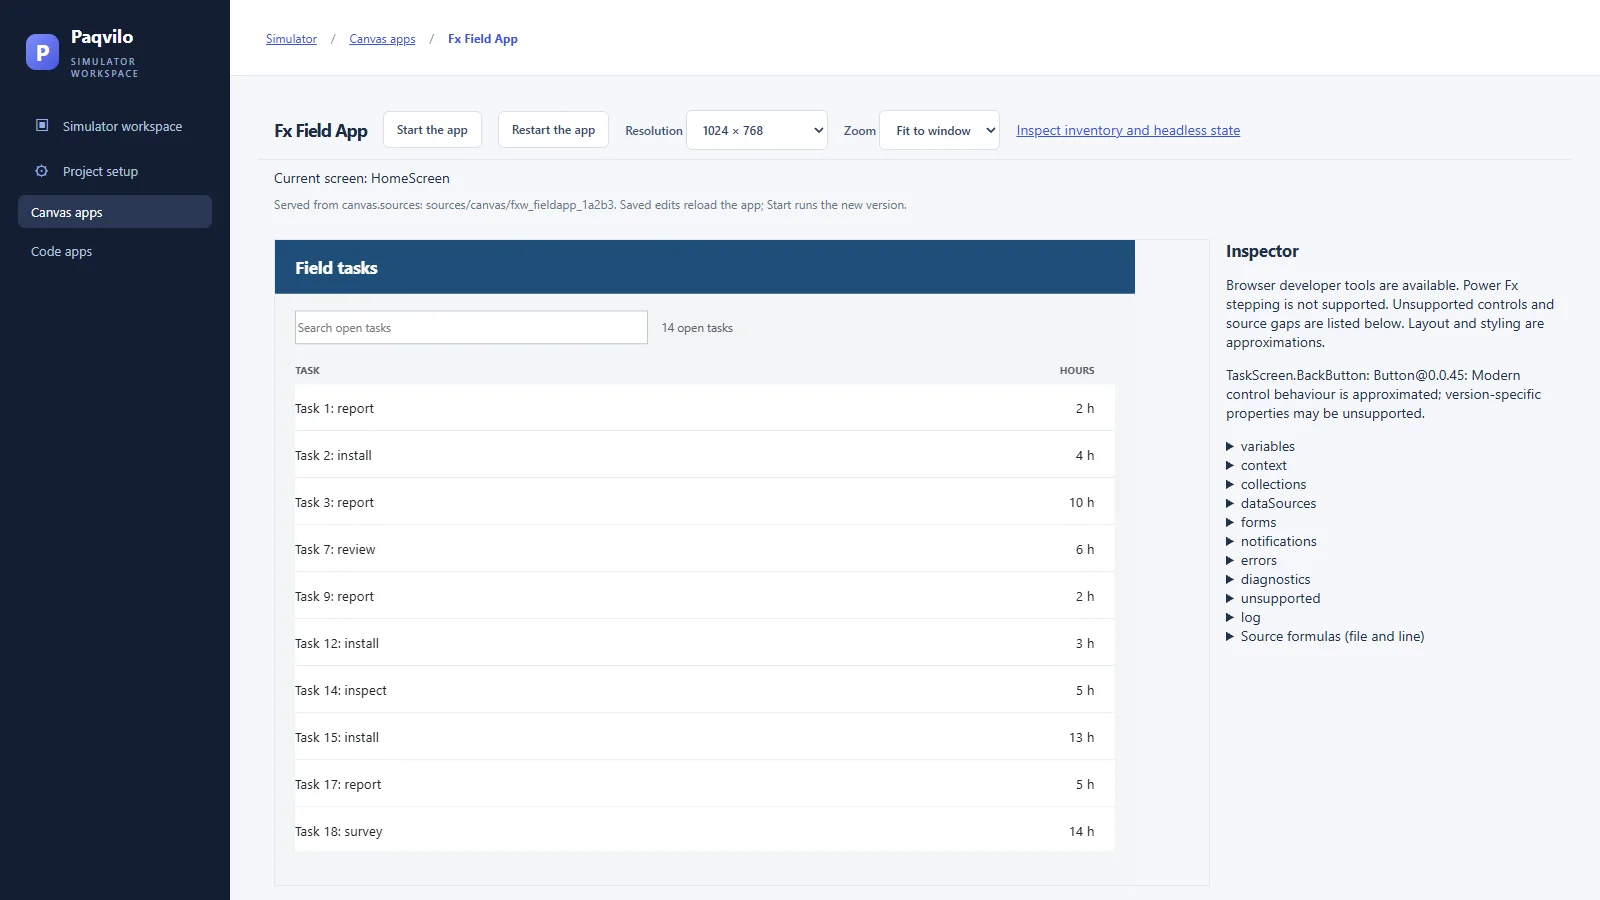 P
Paqvilo
SIMULATOR
WORKSPACE
Simulator workspace
Project setup
Canvas apps
Code apps
Simulator / Canvas apps / Fx Field App
Fx Field App Start the app Restart the app Resolution 1024 × 768 Zoom Fit to window Inspect inventory and headless state
Current screen: HomeScreen
Served from canvas.sources: sources/canvas/fxw_fieldapp_1a2b3. Saved edits reload the app; Start runs the new version.
Field tasks
Search open tasks 14 open tasks
TASK HOURS
Task 1: report 2 h
Task 2: install 4 h
Task 3: report 10 h
Task 7: review 6 h
Task 9: report 2 h
Task 12: install 3 h
Task 14: inspect 5 h
Task 15: install 13 h
Task 17: report 5 h
Task 18: survey 14 h
Inspector
Browser developer tools are available. Power Fx
stepping is not supported. Unsupported controls and
source gaps are listed below. Layout and styling are
approximations.
TaskScreen.BackButton: Button@0.0.45: Modern
control behaviour is approximated; version-specific
properties may be unsupported.
variables
context
collections
dataSources
forms
notifications
errors
diagnostics
unsupported
log
Source formulas (file and line)